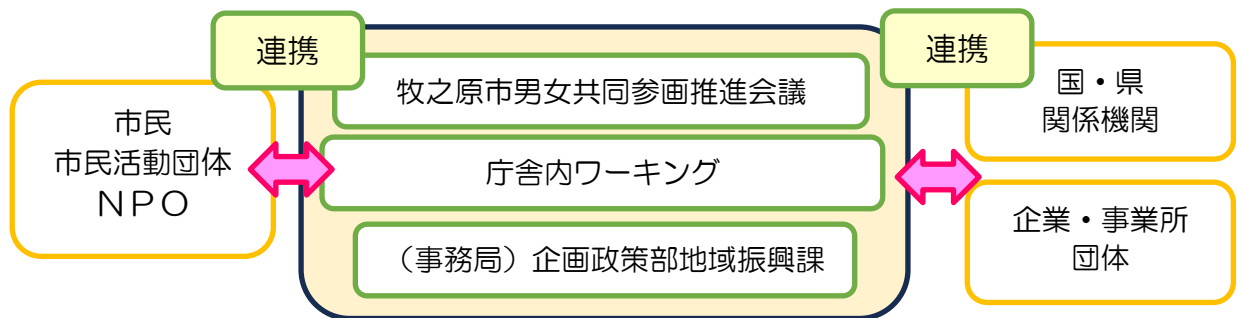 連携
連携
牧之原市男女共同参画推進会議
庁舎内ワーキング
（事務局）企画政策部地域振興課
市民
市民活動団体
ＮＰＯ
国・県
関係機関
企業・事業所
団体